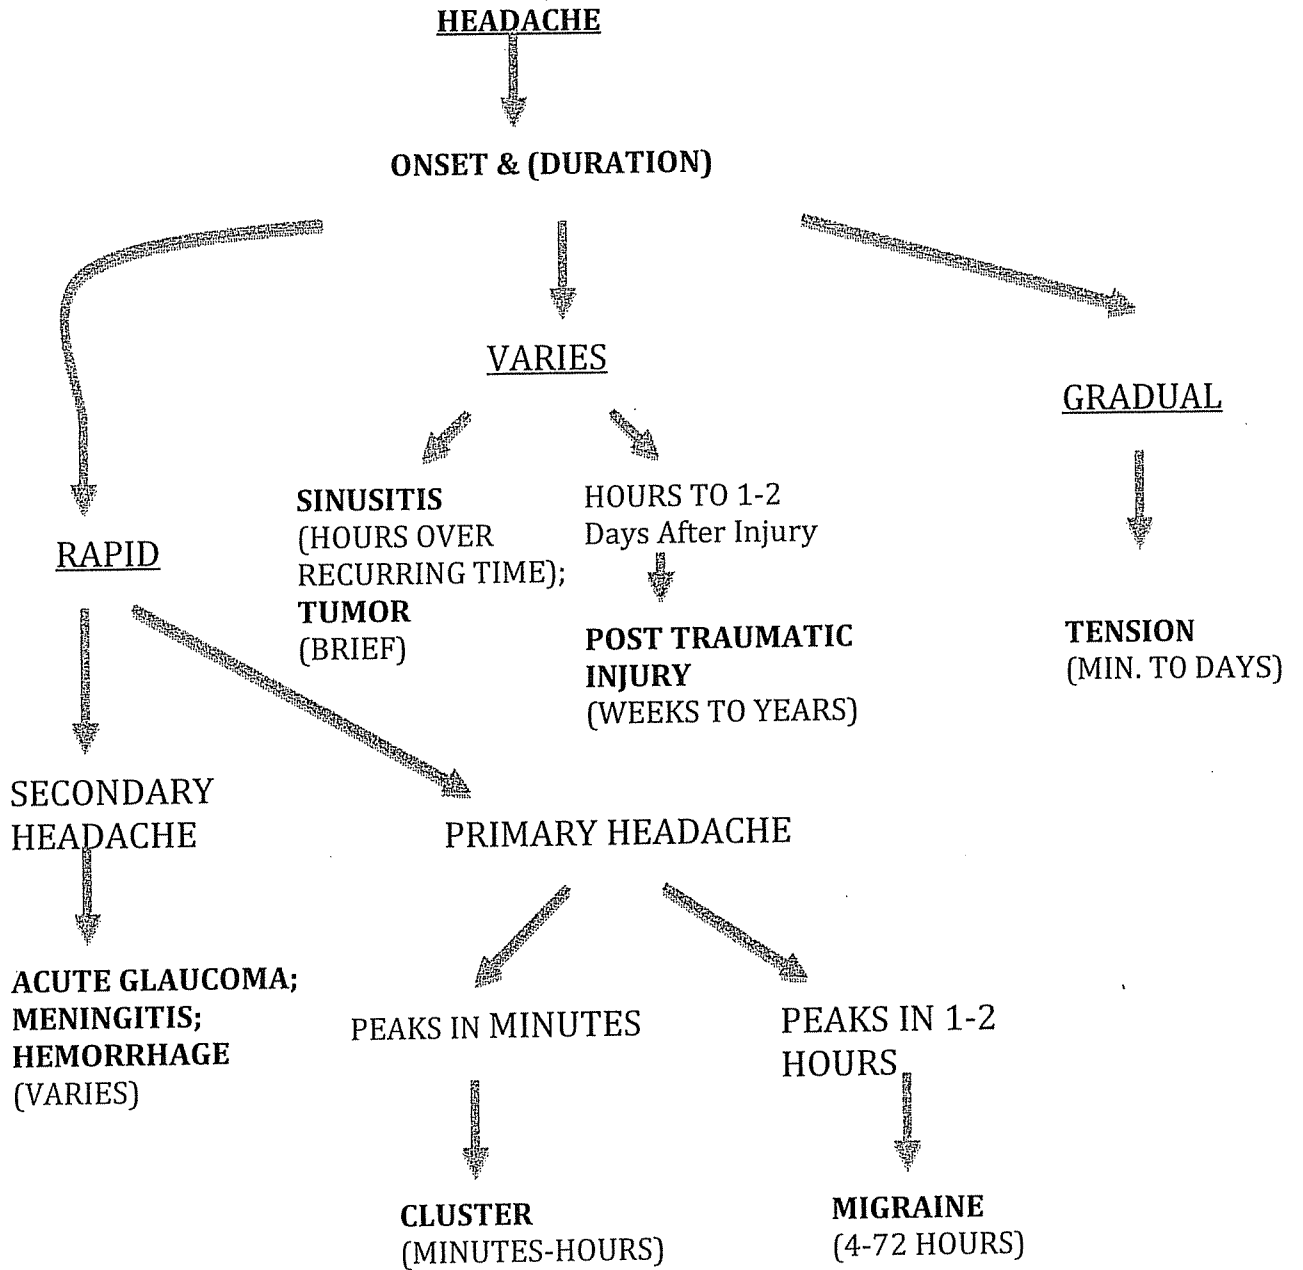 HEADACHE
ONSET & (DURATION)
VARIES
GRADUAL
RAPID
SINUSITIS
(HOURS OVER
RECURRING TIME);
TUMOR
(BRIEF)
HOURS TO 1-2
Days After Injury
POST TRAUMATIC
INJURY
(WEEKS TO YEARS)
TENSION
(MIN. TO DAYS)
SECONDARY
HEADACHE
PRIMARY HEADACHE
ACUTE GLAUCOMA;
MENINGITIS;
HEMORRHAGE
(VARIES)
PEAKS IN MINUTES
PEAKS IN 1-2
HOURS
CLUSTER
(MINUTES-HOURS)
MIGRAINE
(4-72 HOURS)